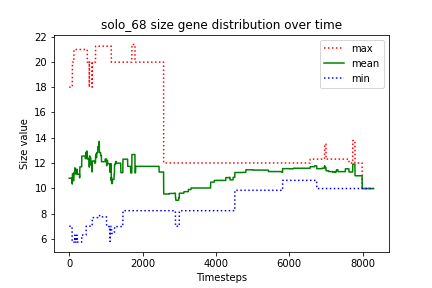 solo_68 size gene distribution over time
22
20
18
16
14
12
10
8
6
Size value
max
mean
min
0
2000
4000
6000
8000
Timesteps